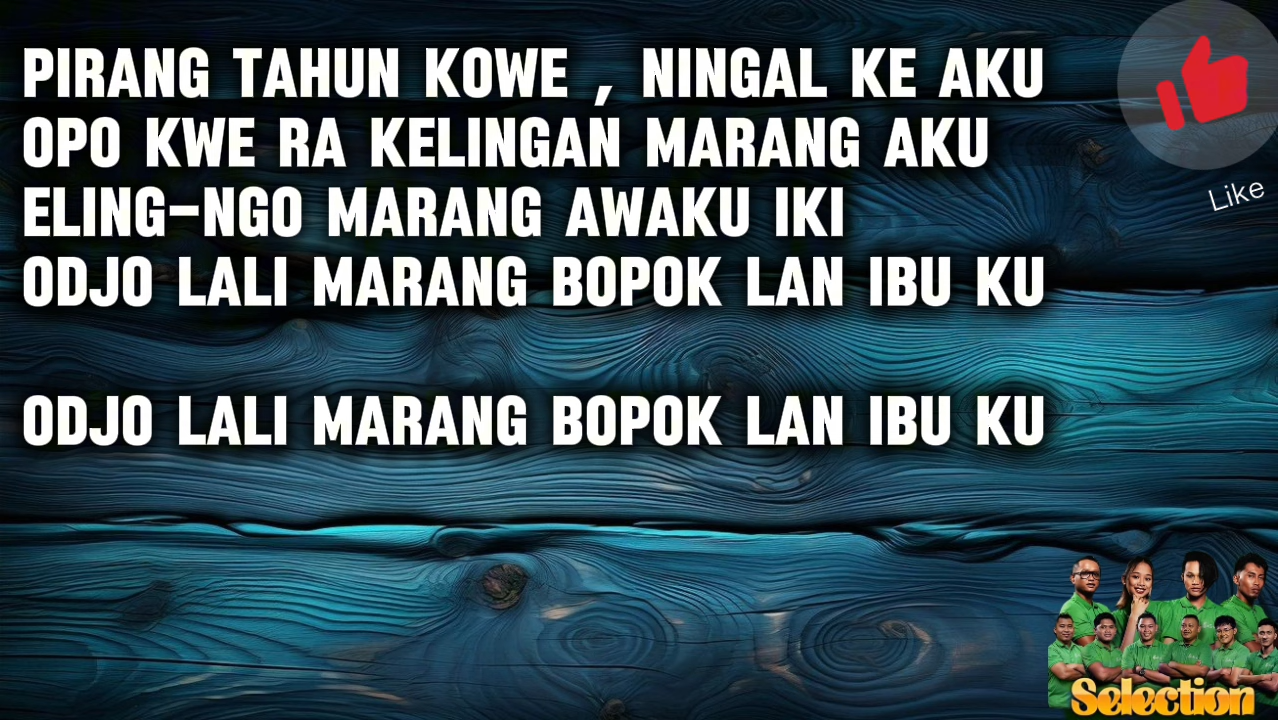 PIRANG TAHUN KOWE , NINGAL KE AKU
OPO KWE RA KELINGAN MARANG AKU
ELING-NGO MARANG AWAKU IKI
ODJO LALI MARANG BOPOK LAN IBU KU
ODJO LALI MARANG BOPOK LAN IBU KU
Like
Selection